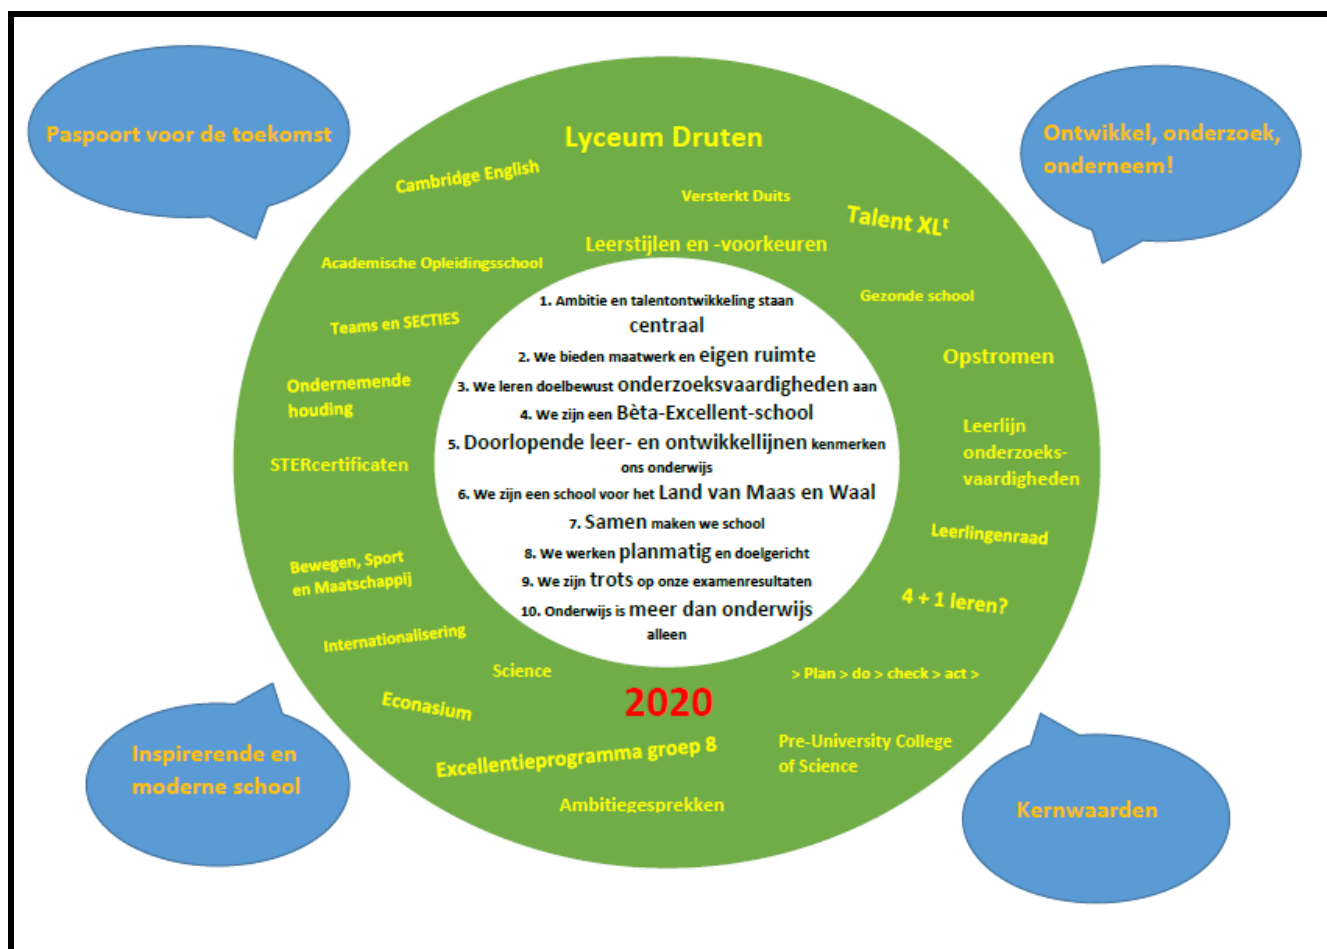 Paspoort voor de toekomst
Ontwikkel, onderzoek,
onderneem!
Lyceum Druten
Cambridge English
Versterkt Duits
Talent XLᵗ
Leerstijlen en -voorkeuren
Academische Opleidingsschool
Gezonde school
Teams en SECTIES
Opstromen
Ondernemende
houding
Leerlijn
onderzoeks-
vaardigheden
STERcertificaten
Leerlingenraad
Bewegen, Sport
en Maatschappij
4 + 1 leren?
Internationalisering
Science
> Plan > do > check > act >
Econasium
2020
Excellentieprogramma groep 8
Pre-University College
of Science
Ambitiegesprekken
1. Ambitie en talentontwikkeling staan
centraal
2. We bieden maatwerk en eigen ruimte
3. We leren doelbewust onderzoeksvaardigheden aan
4. We zijn een Bèta-Excellent-school
5. Doorlopende leer- en ontwikkellijnen kenmerken
ons onderwijs
6. We zijn een school voor het Land van Maas en Waal
7. Samen maken we school
8. We werken planmatig en doelgericht
9. We zijn trots op onze examenresultaten
10. Onderwijs is meer dan onderwijs
alleen
Inspirerende en
moderne school
Kernwaarden